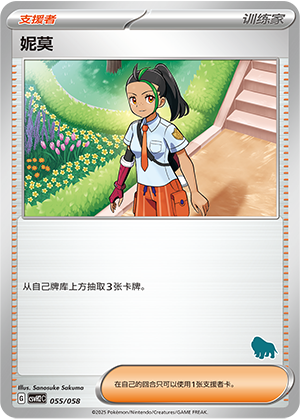 支援者
训练家
妮莫
从自己牌库上方抽取3张卡牌。
Illus. Sanosuke Sakuma
G
055/058
在自己的回合只可以使用1张支援者卡。
©2025 Pokémon/Nintendo/Creatures/GAME FREAK.